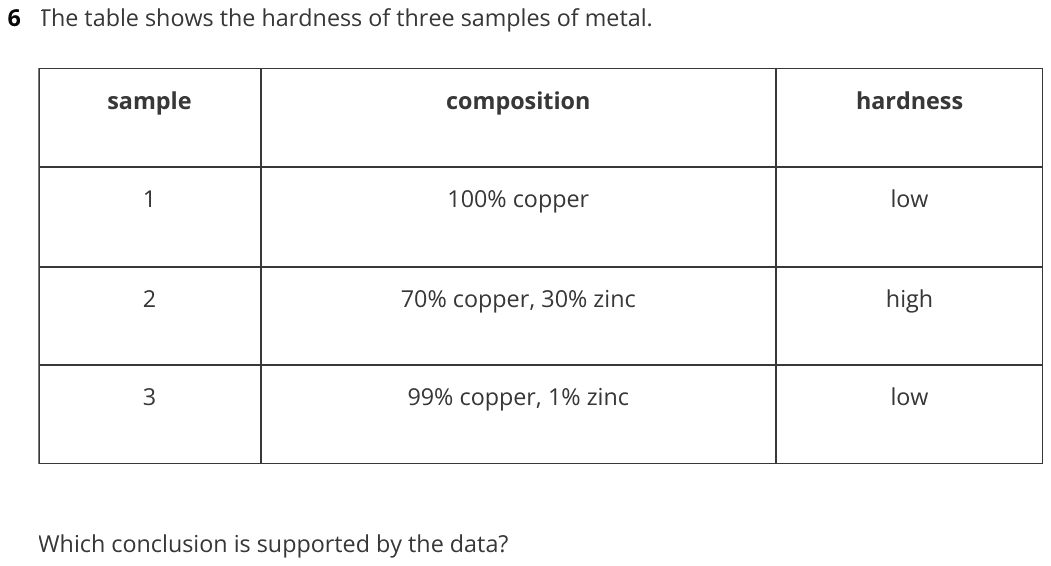 6 The table shows the hardness of three samples of metal.
sample composition hardness
1 100% copper low
2 70% copper, 30% zinc high
3 99% copper, 1% zinc low
Which conclusion is supported by the data?